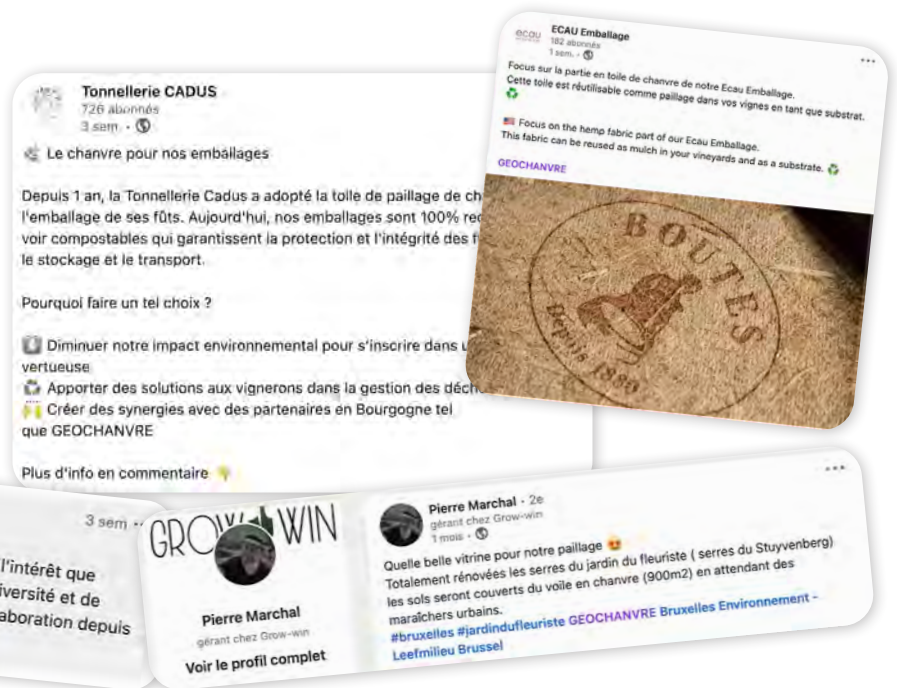 Tonnellerie CADUS
726 abonnés
3 sem. •
Le chanvre pour nos emballages
Depuis 1 an, la Tonnellerie Cadus a adopté la toile de paillage de
l'emballage de ses fûts. Aujourd'hui, nos emballages sont 100%
voir compostables qui garantissent la protection et l'intégrité des
le stockage et le transport.
Pourquoi faire un tel choix ?
Diminuer notre impact environnemental pour s'inscrire dans
vertueuse
Apporter des solutions aux vignerons dans la gestion des
Créer des synergies avec des partenaires en Bourgogne tel
que GEOCHANVRE
Plus d'info en commentaire
ecau
ECAU Emballage
182 abonnés
1 sem. •
Focus sur la partie en toile de chanvre de notre Ecau Emballage.
Cette toile est réutilisable comme paillage dans vos vignes en tant que substrat.
Focus on the hemp fabric part of our Ecau Emballage.
This fabric can be reused as mulch in your vineyards and as a substrate.
GEOCHANVRE
BOUTES
Depuis 1880
3 sem
l'intérêt que
iversité et de
aboration depuis
GROW WIN
Pierre Marchal
gérant chez Grow-win
Voir le profil complet
Pierre Marchal • 2e
gérant chez Grow-win
1 mois •
Quelle belle vitrine pour notre paillage
Totalement rénovées les serres du jardin du fleuriste ( serres du Stuyvenberg)
les sols seront couverts du voile en chanvre (900m2) en attendant des
maraîchers urbains.
#bruxelles #jardindufleuriste GEOCHANVRE Bruxelles Environnement -
Leefmilieu Brussel